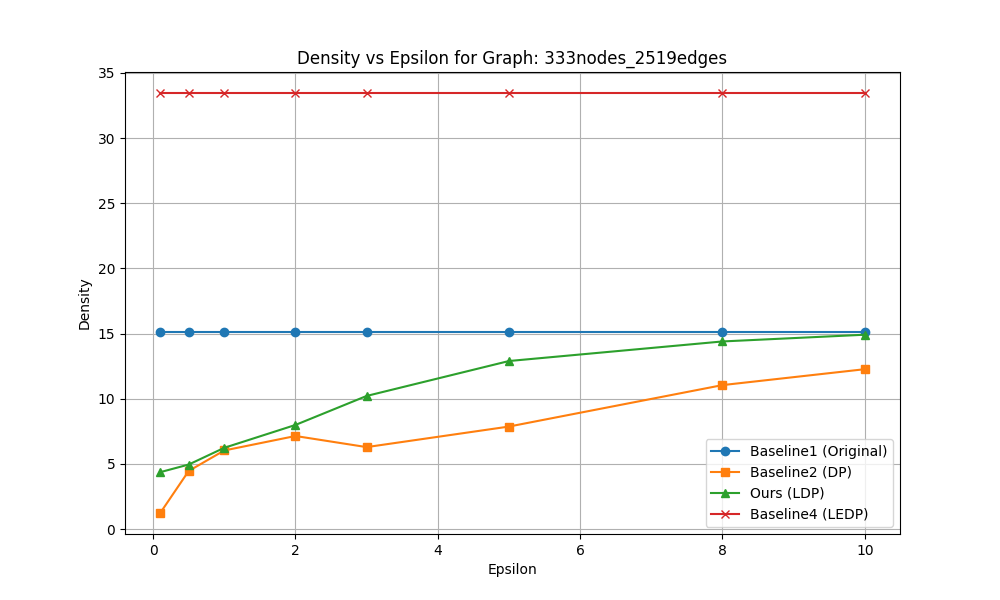 Density vs Epsilon for Graph: 333nodes_2519edges
35
30
25
20
15
10
5
0
Density
0 2 4 6 8 10
Epsilon
Baseline1 (Original)
Baseline2 (DP)
Ours (LDP)
Baseline4 (LEDP)